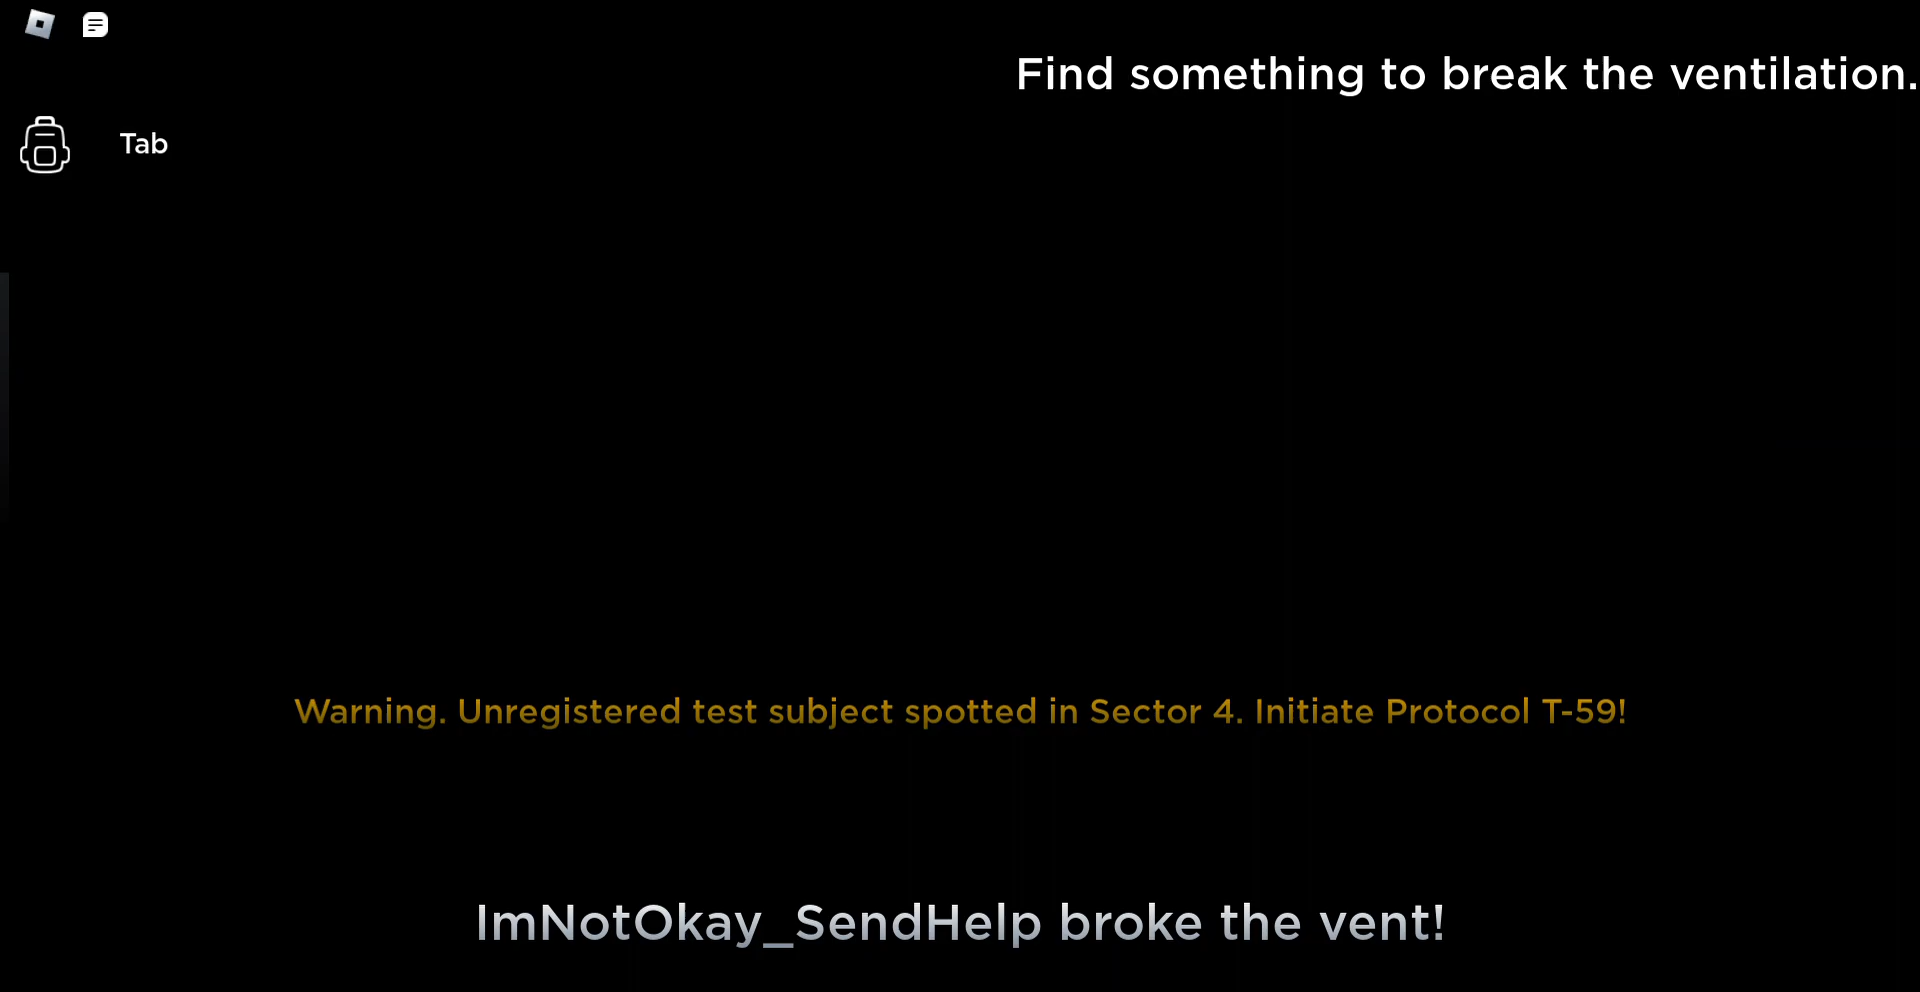 Find something to break the ventilation.
Tab
Warning. Unregistered test subject spotted in Sector 4. Initiate Protocol T-59!
ImNotOkay_SendHelp broke the vent!